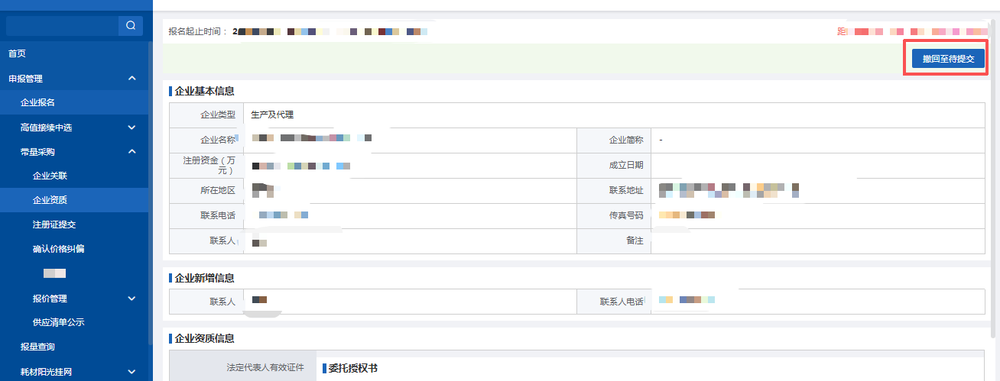 首页
申报管理
企业报名
高值接续中选
带量采购
企业关联
企业资质
注册证提交
确认价格纠偏
报价管理
供应清单公示
报量查询
耗材阳光挂网
报名起止时间： 2
距
撤回至待提交
企业基本信息
企业类型 生产及代理
企业名称 企业简称 -
注册资金（万
元） 成立日期
所在地区 联系地址
联系电话 传真号码
联系人 备注
企业新增信息
联系人 联系人电话
企业资质信息
法定代表人有效证件 委托授权书